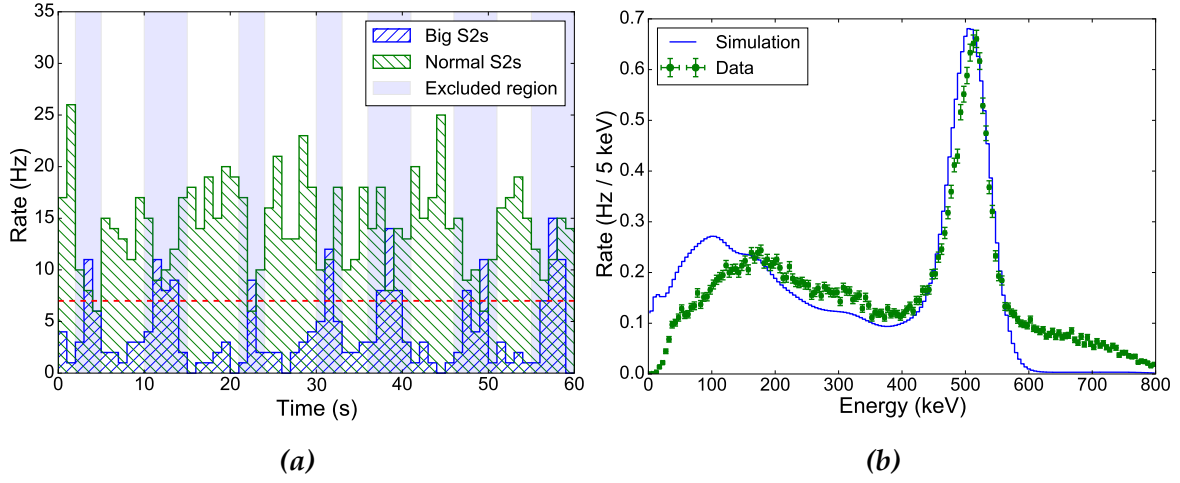 35
30
25
20
15
10
5
0
Rate (Hz)
0 10 20 30 40 50 60
Time (s)
Big S2s
Normal S2s
Excluded region
(a)
0.7
0.6
0.5
0.4
0.3
0.2
0.1
0.0
Rate (Hz / 5 keV)
0 100 200 300 400 500 600 700 800
Energy (keV)
Simulation
Data
(b)